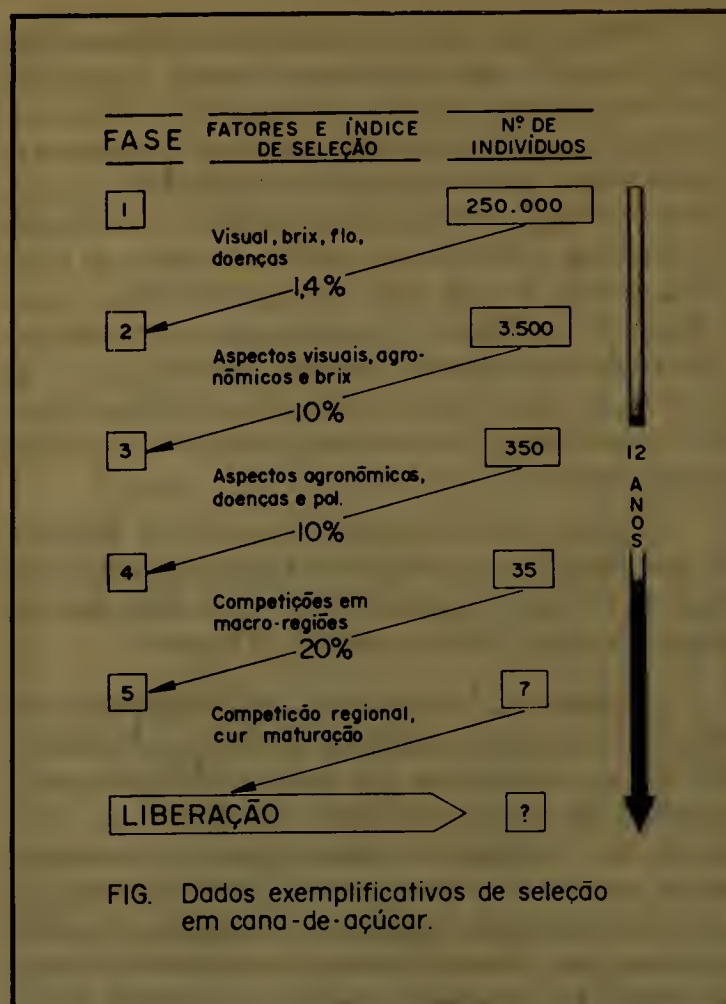 FASE
FATORES E ÍNDICE
DE SELEÇÃO
Nº DE
INDIVÍDUOS
1
250.000
Visual, brix, flo,
doenças
1,4%
2
3.500
Aspectos visuais, agro-
nômicos e brix
10%
3
350
12 ANOS
Aspectos agronômicos,
doenças e pol.
10%
4
35
Competições em
macro-regiões
20%
5
7
Competicão regional,
cur maturação
LIBERAÇÃO
?
FIG. Dados exemplificativos de seleção
em cana-de-açúcar.